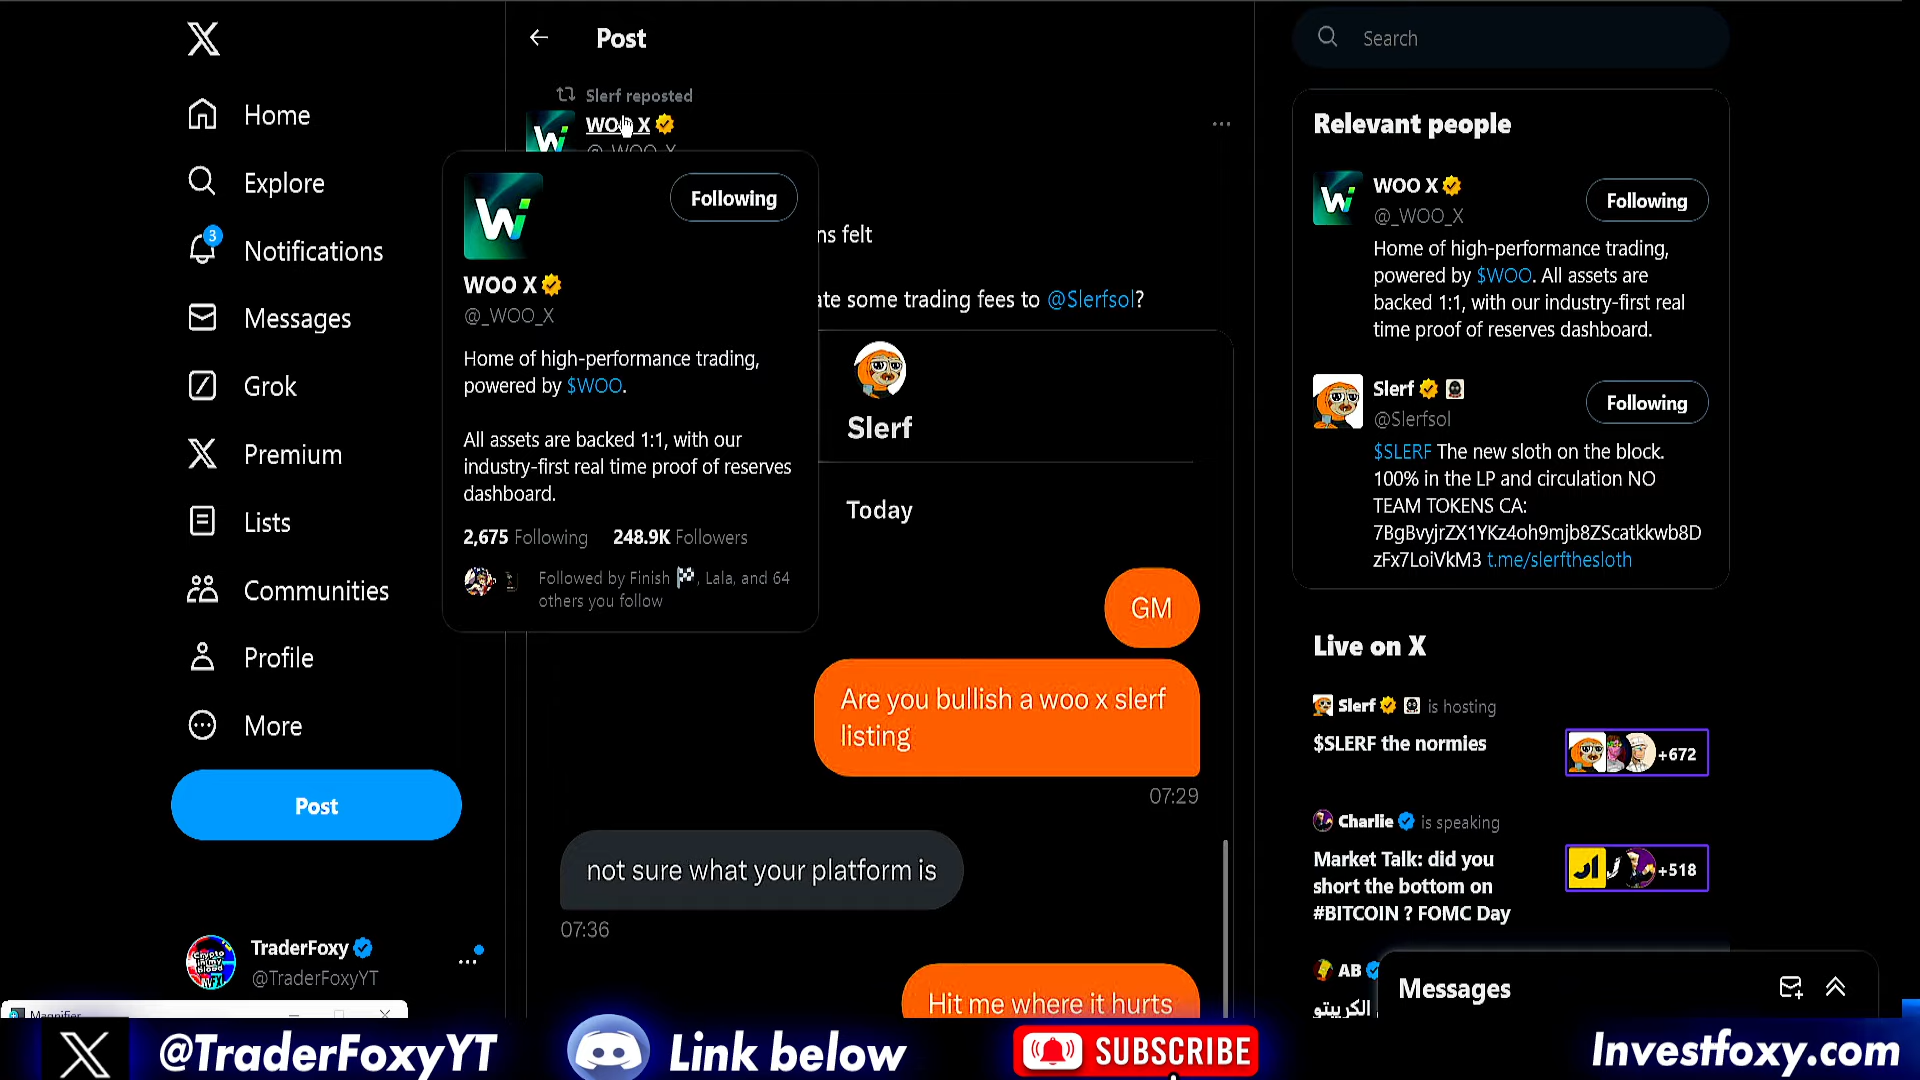 Home
Explore
3
Notifications
Messages
Grok
Premium
Lists
Communities
Profile
More
Post
TraderFoxy
@TraderFoxyYT
Magnifier
Post
Slerf reposted
WOO X
@_WOO_X
Following
WOO X
@_WOO_X
Home of high-performance trading,
powered by $WOO.
All assets are backed 1:1, with our
industry-first real time proof of reserves
dashboard.
2,675 Following 248.9K Followers
Followed by Finish 🏁, Lala, and 64
others you follow
ns felt
ate some trading fees to @Slerfsol?
Slerf
Today
GM
Are you bullish a woo x slerf
listing
07:29
not sure what your platform is
07:36
Hit me where it hurts
Search
Relevant people
WOO X
@_WOO_X
Following
Home of high-performance trading,
powered by $WOO. All assets are
backed 1:1, with our industry-first real
time proof of reserves dashboard.
Slerf
@Slerfsol
Following
$SLERF The new sloth on the block.
100% in the LP and circulation NO
TEAM TOKENS CA:
7BgBvyjrZX1YKz4oh9mjb8ZScatkkwb8D
zFx7LoiVkM3 t.me/slerfthesloth
Live on X
Slerf is hosting
$SLERF the normies
+672
Charlie is speaking
Market Talk: did you
short the bottom on
#BITCOIN ? FOMC Day
+518
AB
الكريبتو
Messages
@TraderFoxyYT
Link below
SUBSCRIBE
Investfoxy.com